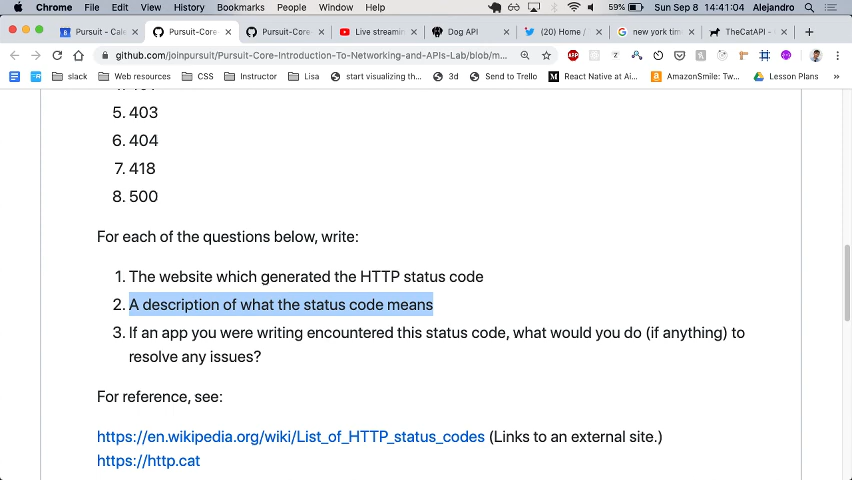 Chrome File Edit View History Bookmarks People Window Help 59% Sun Sep 8 14:41:04 Alejandro
Pursuit - Cale Pursuit-Core- Pursuit-Core- Live streamin Dog API (20) Home / new york tim TheCatAPI -
github.com/joinpursuit/Pursuit-Core-Introduction-To-Networking-and-APIs-Lab/blob/m...
slack Web resources CSS Instructor Lisa start visualizing th... 3d Send to Trello React Native at Meng AmazonSmile: Tw... Lesson Plans
5. 403
6. 404
7. 418
8. 500
For each of the questions below, write:
1. The website which generated the HTTP status code
2. A description of what the status code means
3. If an app you were writing encountered this status code, what would you do (if anything) to
resolve any issues?
For reference, see:
https://en.wikipedia.org/wiki/List_of_HTTP_status_codes (Links to an external site.)
https://http.cat